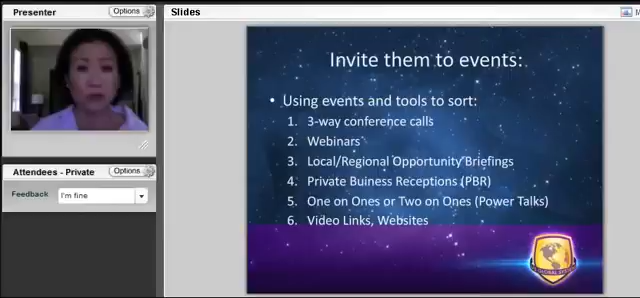 Presenter
Options
Slides
Invite them to events:
• Using events and tools to sort:
1. 3-way conference calls
2. Webinars
3. Local/Regional Opportunity Briefings
4. Private Buiness Receptions (PBR)
5. One on Ones or Two on Ones (Power Talks)
6. Video Links, Websites
Attendees - Private
Options
Feedback
I'm fine